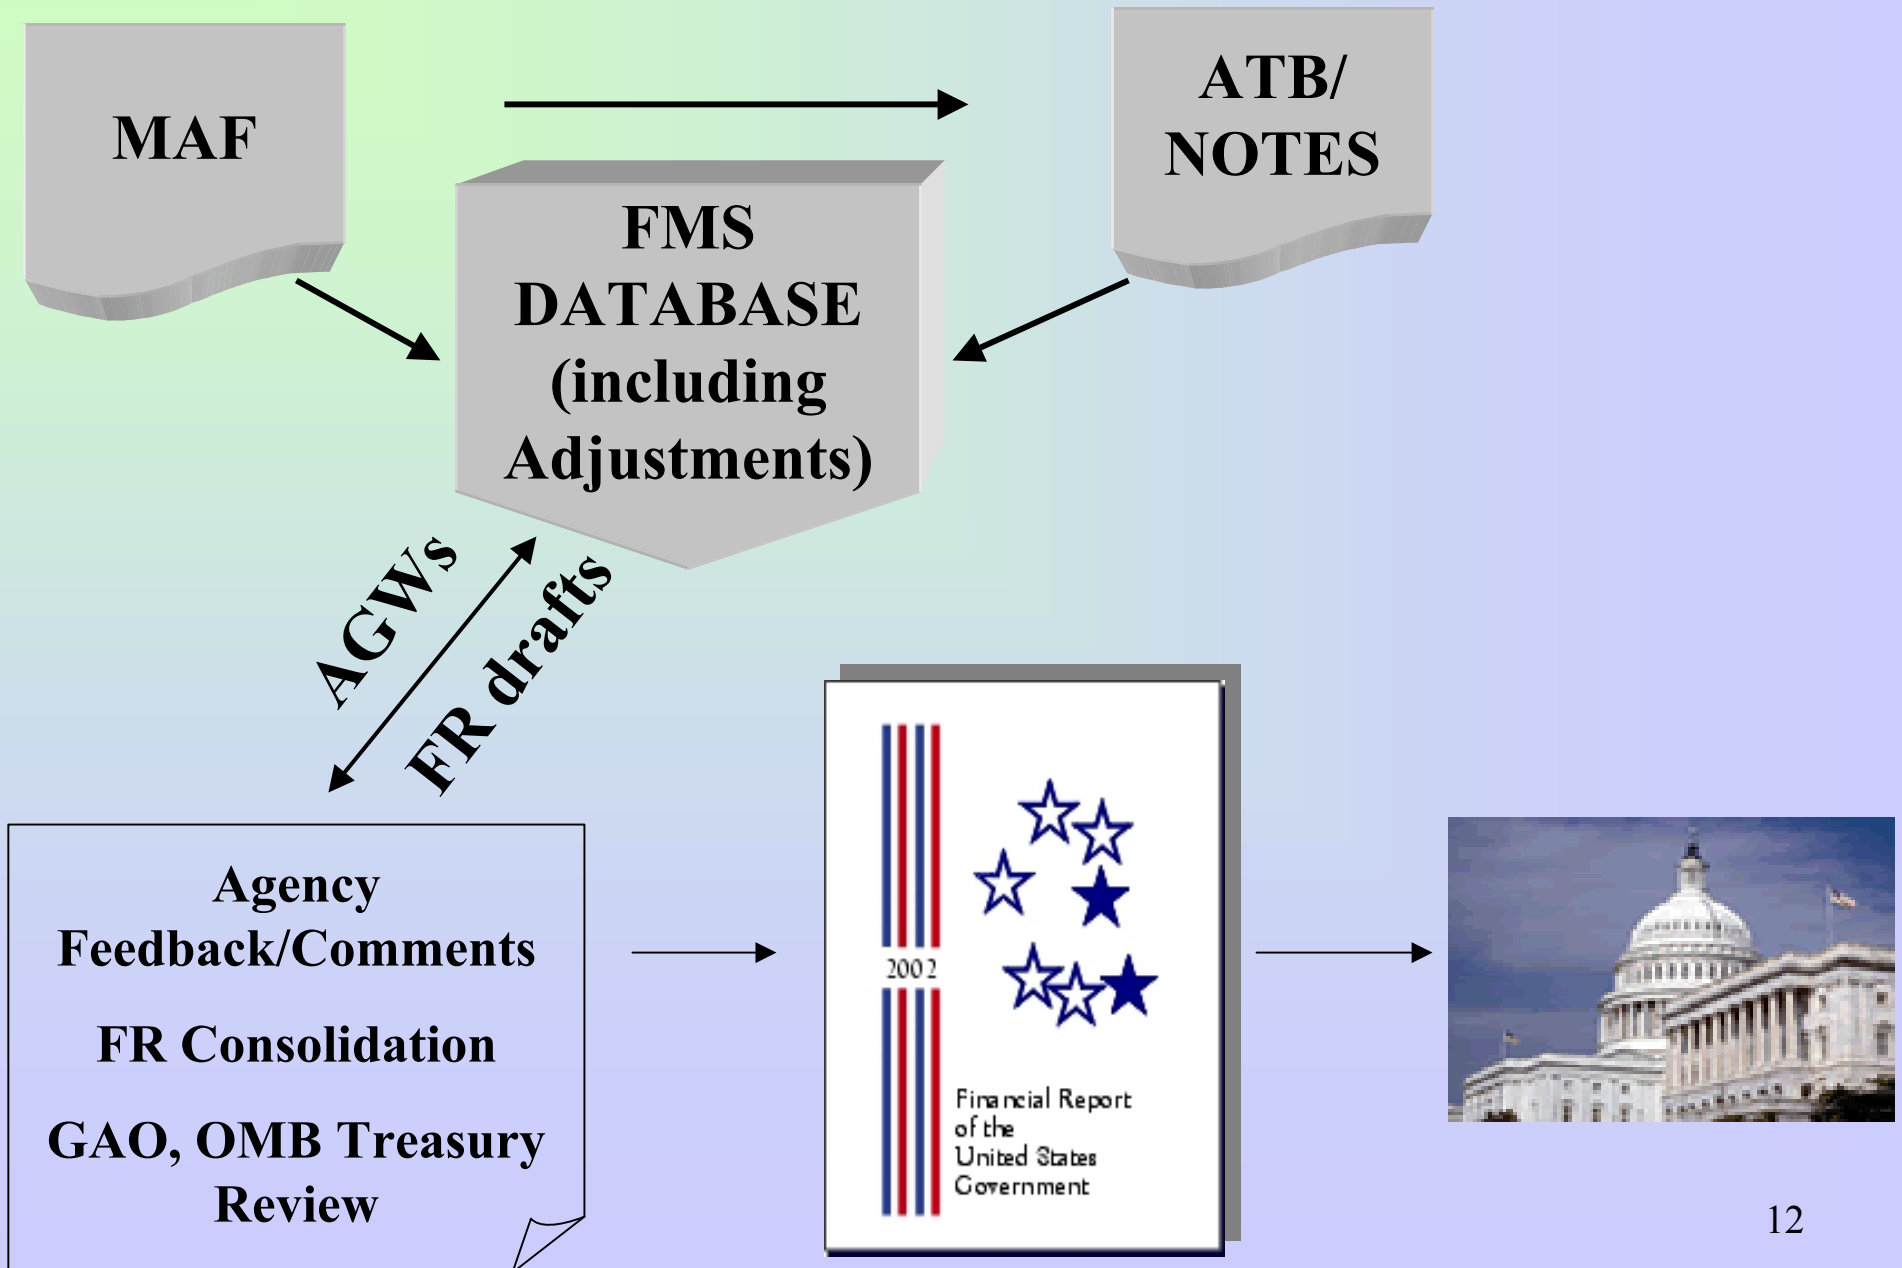 MAF
ATB/
NOTES
FMS
DATABASE
(including
Adjustments)
AGWs
FR drafts
Agency
Feedback/Comments
FR Consolidation
GAO, OMB Treasury
Review
2002
Financial Report
of the
United States
Government
12